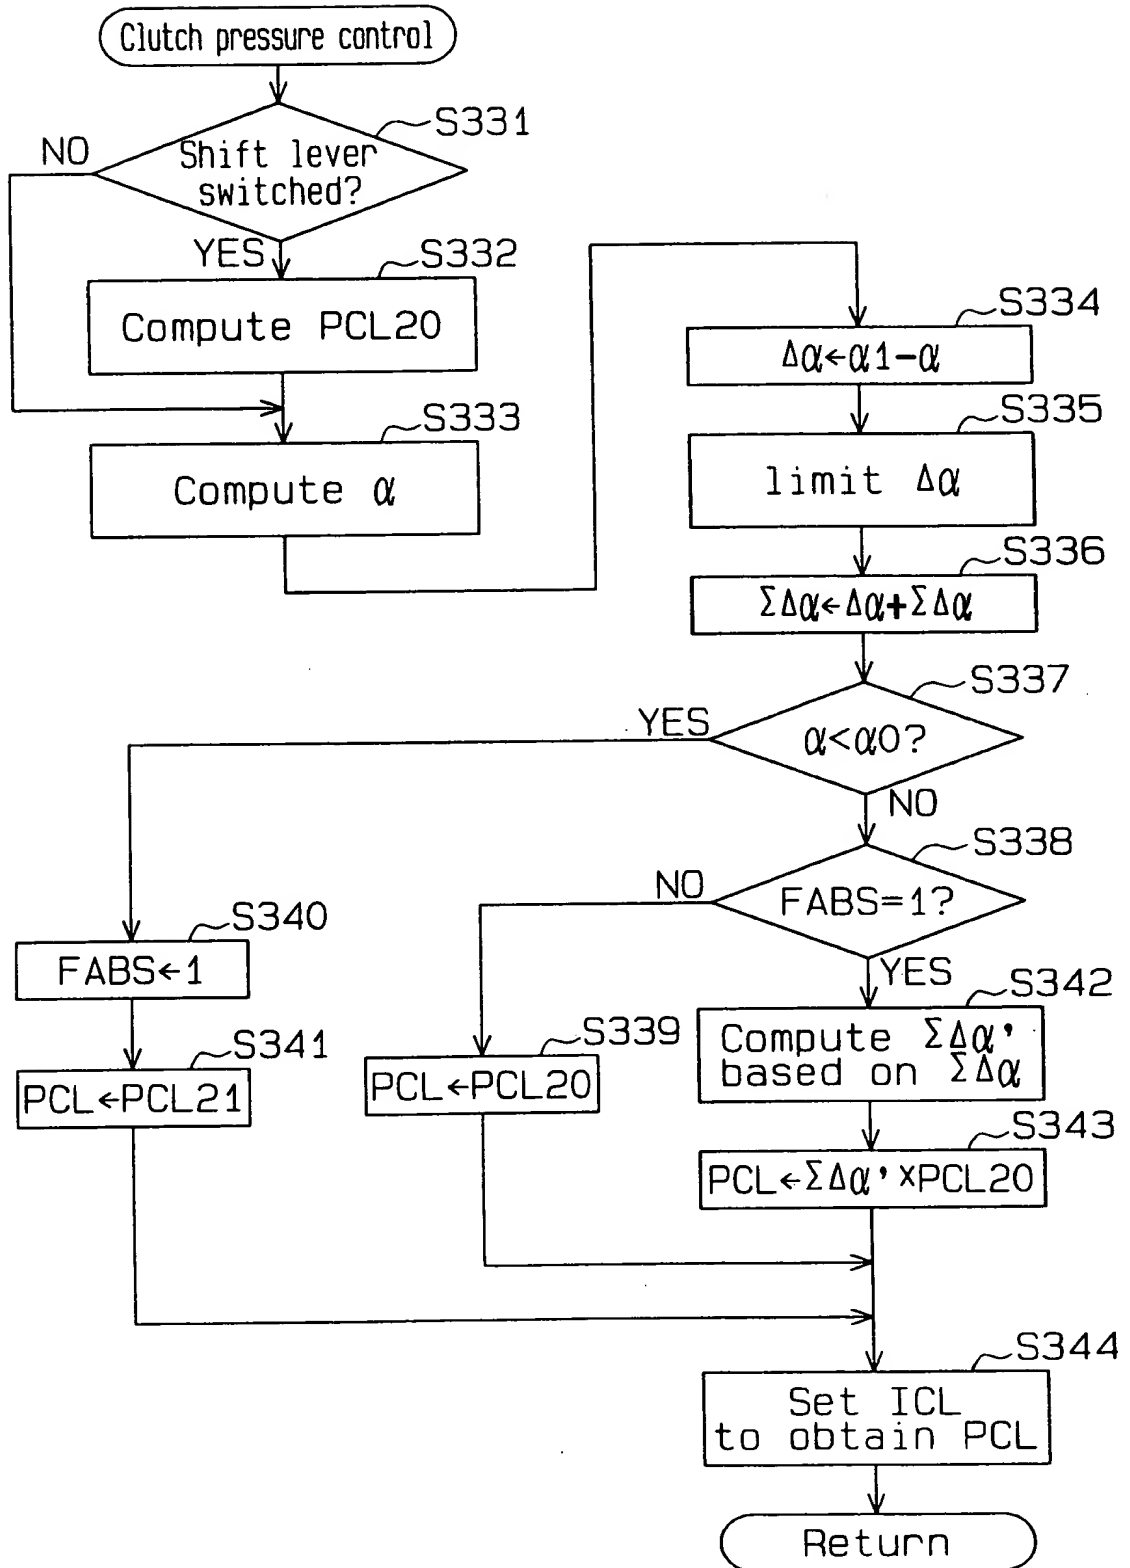 Clutch pressure control
S331
Shift lever
switched?
NO
YES
S332
Compute PCL20
S333
Compute α
S334
Δα←α1-α
S335
limit Δα
S336
ΣΔα←Δα+ΣΔα
S337
α<α0?
YES
NO
S338
FABS=1?
NO
YES
S340
FABS←1
S341
PCL←PCL21
S339
PCL←PCL20
S342
Compute ΣΔα'
based on ΣΔα
S343
PCL←ΣΔα'×PCL20
S344
Set ICL
to obtain PCL
Return